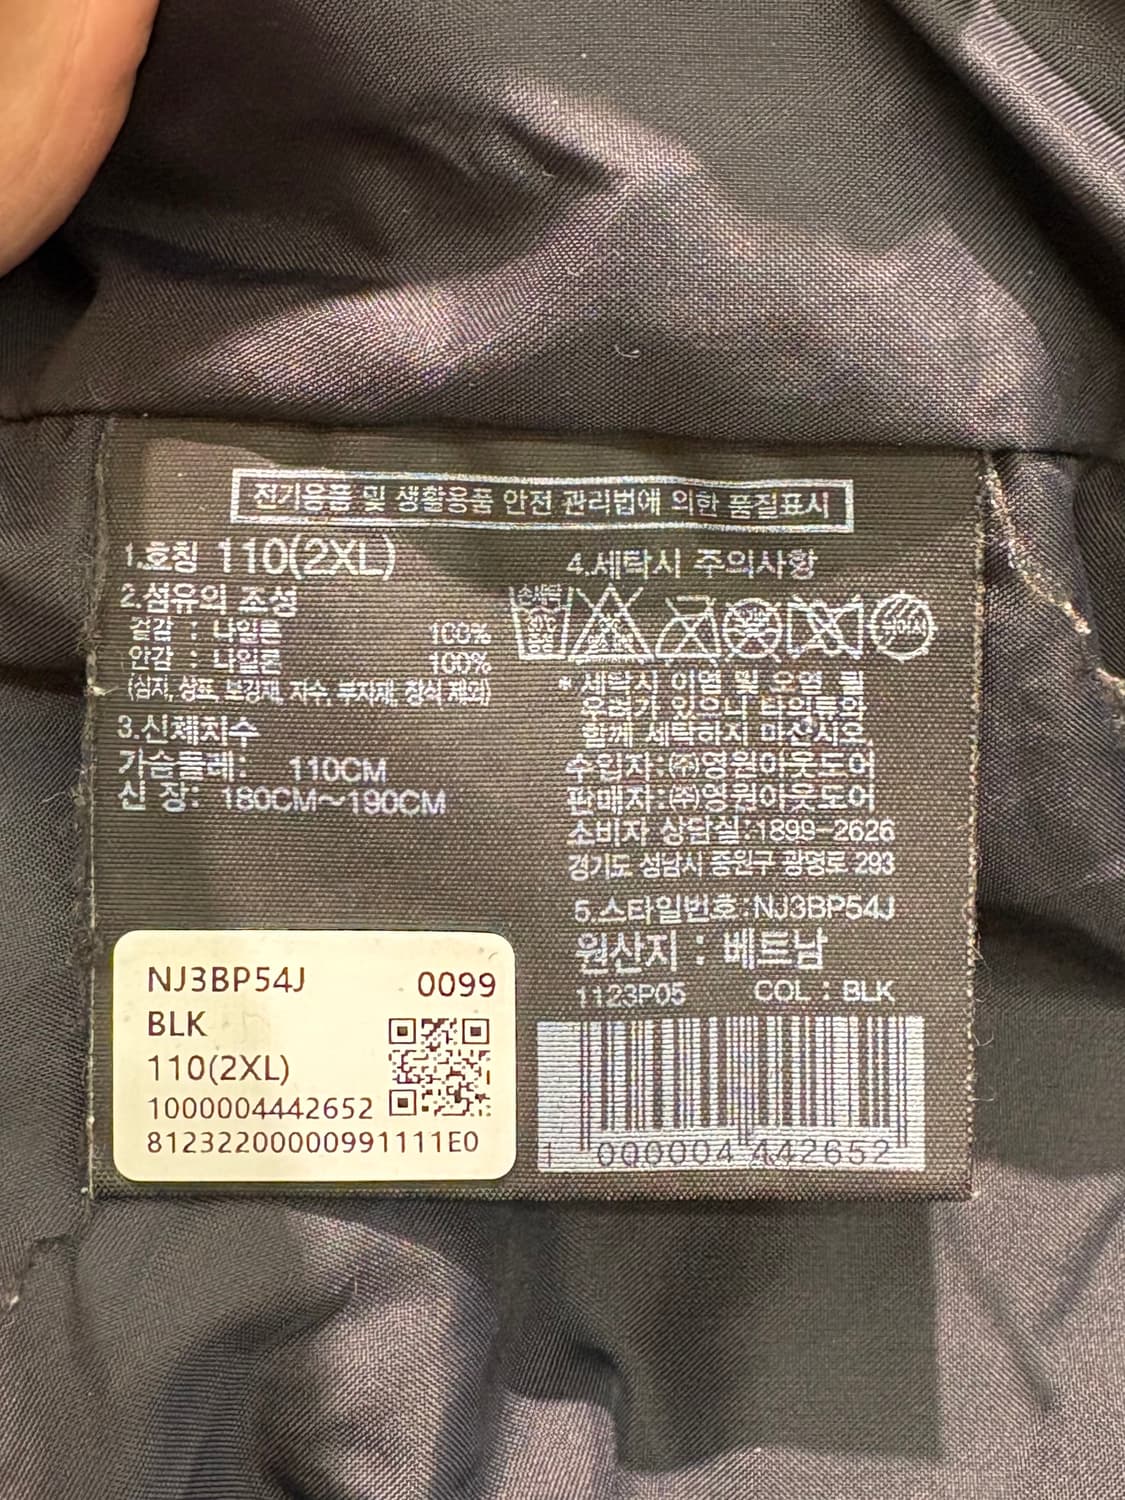 전기용품 및 생활용품 안전 관리법에 의한 품질표시
1.호칭 110(2XL)
2.섬유의 조성
겉감 : 나일론 100%
안감 : 나일론 100%
(심지, 상표, 보강재, 자수, 부자재, 장식 제외)
3.신체치수
가슴둘레: 110CM
신 장: 180CM~190CM
4.세탁시 주의사항
* 세탁시 이염 및 오염 될
우려가 있으니 타의류와
함께 세탁하지 마십시오.
수입자:㈜영원아웃도어
판매자:㈜영원아웃도어
소비자 상담실:1899-2626
경기도 성남시 중원구 광명로 293
5.스타일번호:NJ3BP54J
원산지 : 베트남
1123P05 COL : BLK
1 000004 442652
NJ3BP54J 0099
BLK
110(2XL)
1000004442652
81232200000991111E0